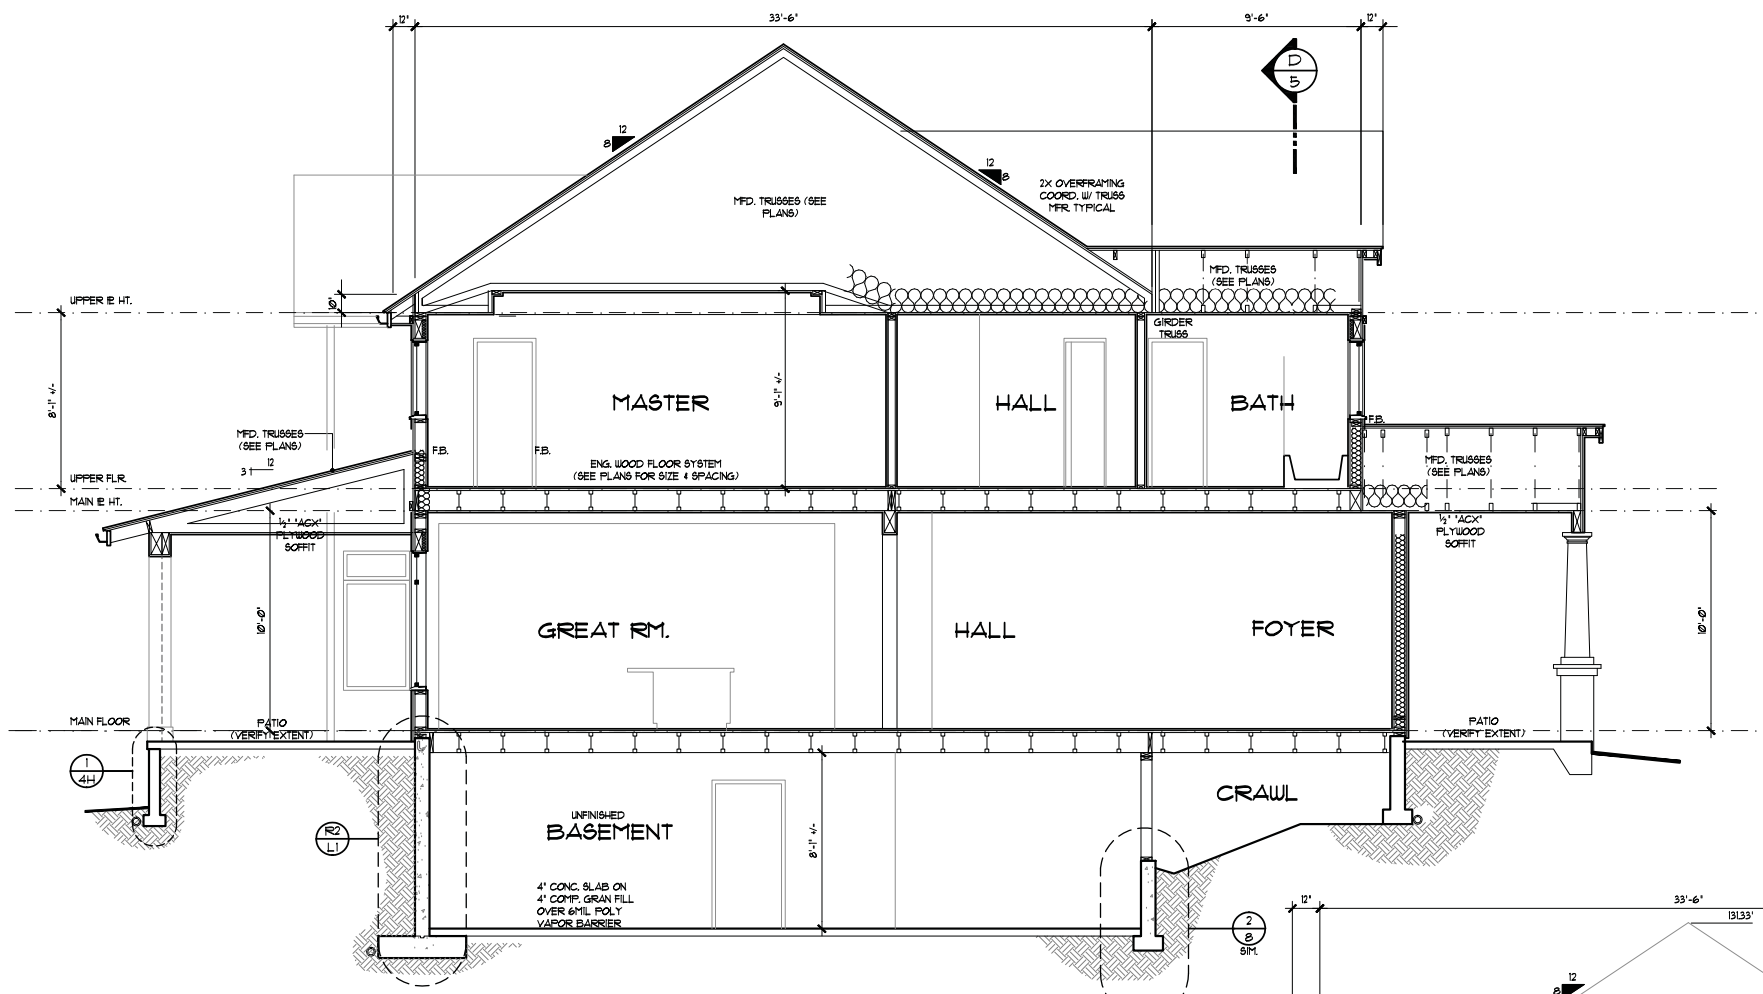 12"
33'-6"
9'-6"
12"
D
5
12
8
12
8
2X OVERFRAMING
COORD. W/ TRUSS
MFR. TYPICAL
MFD. TRUSSES (SEE
PLANS)
MFD. TRUSSES
(SEE PLANS)
10"
UPPER PL HT.
GIRDER
TRUSS
8'-1" +/-
9'-1" +/-
MASTER
HALL
BATH
F.B.
F.B.
F.B.
MFD. TRUSSES
(SEE PLANS)
12
3
ENG. WOOD FLOOR SYSTEM
(SEE PLANS FOR SIZE & SPACING)
MFD. TRUSSES
(SEE PLANS)
UPPER FLR.
MAIN PL HT.
½" "ACX"
PLYWOOD
SOFFIT
½" "ACX"
PLYWOOD
SOFFIT
10'-0"
10'-0"
GREAT RM.
HALL
FOYER
MAIN FLOOR
PATIO
(VERIFY EXTENT)
PATIO
(VERIFY EXTENT)
1
4H
CRAWL
UNFINISHED
BASEMENT
8'-1" +/-
R2
L1
4" CONC. SLAB ON
4" COMP. GRAN FILL
OVER 6MIL POLY
VAPOR BARRIER
2
8
SIM.
12"
33'-6"
131.33'
12
8